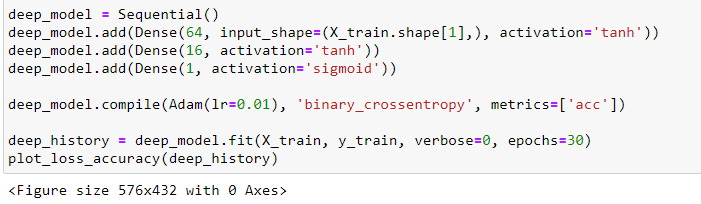 deep_model = Sequential()
deep_model.add(Dense(64, input_shape=(X_train.shape[1],), activation='tanh'))
deep_model.add(Dense(16, activation='tanh'))
deep_model.add(Dense(1, activation='sigmoid'))
deep_model.compile(Adam(lr=0.01), 'binary_crossentropy', metrics=['acc'])
deep_history = deep_model.fit(X_train, y_train, verbose=0, epochs=30)
plot_loss_accuracy(deep_history)
<Figure size 576x432 with 0 Axes>